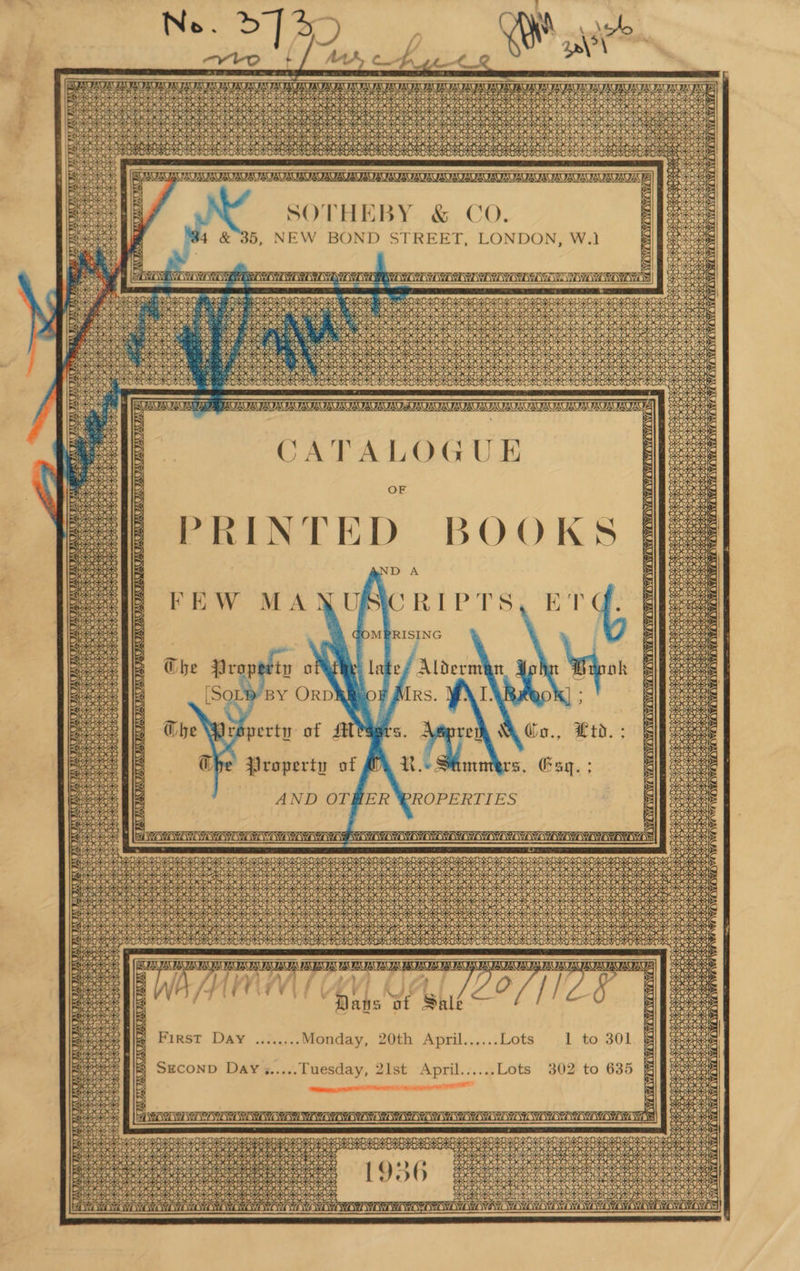 SOTHEBY & CO.
34 & 35, NEW BOND STREET, LONDON, W.1
CATALOGUE
OF
PRINTED BOOKS
AND A
FEW MANUSCRIPTS, ETC.
COMPRISING
The Property of the late Alderman John Brook
[SOLD BY ORDER OF MRS. M. I. BROOK] ;
The Property of Messrs. Asprey & Co., Ltd. ;
The Property of R. Summers, Esq. ;
AND OTHER PROPERTIES
Days of Sale
FIRST DAY ........Monday, 20th April......Lots 1 to 301
SECOND DAY ......Tuesday, 21st April......Lots 302 to 635
1936